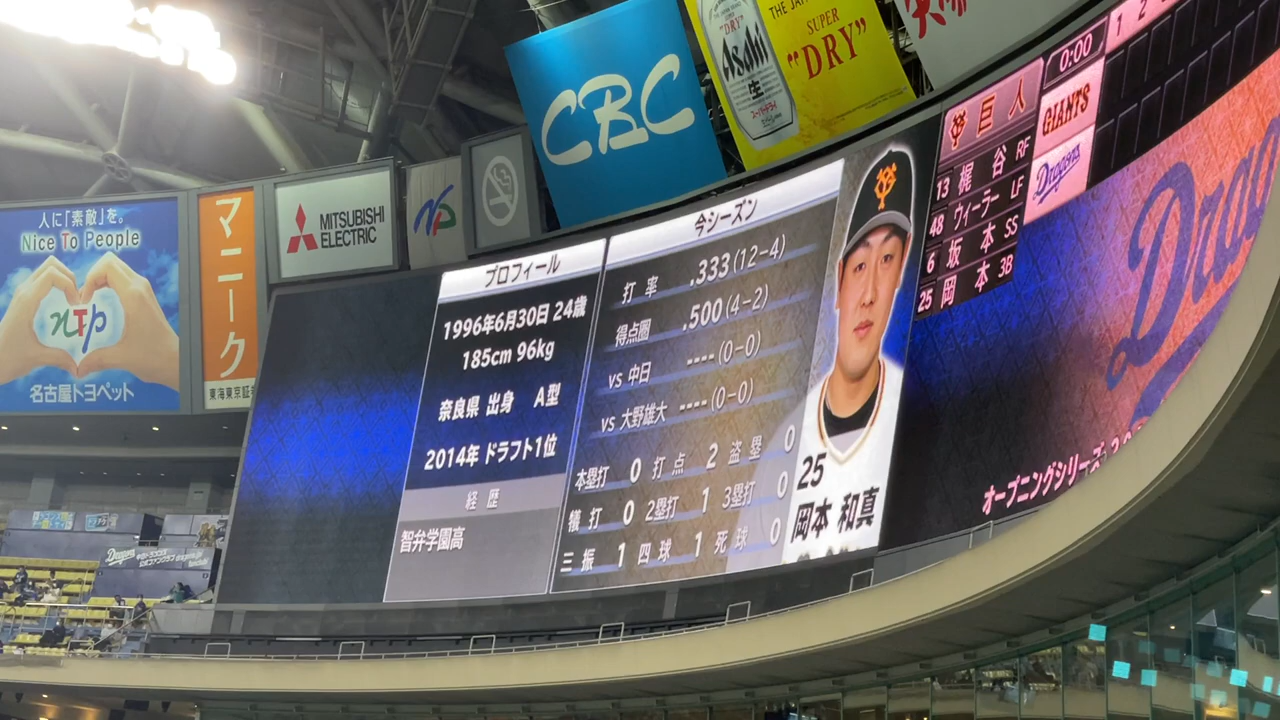 人に「素敵」を。
Nice To People
NTP
名古屋トヨペット
マニーク
東海東京証
MITSUBISHI
ELECTRIC
CBC
"DRY"
Asahi
生
THE JA
SUPER
"DRY"
プロフィール
1996年6月30日 24歳
185cm 96kg
奈良県 出身 A型
2014年 ドラフト1位
経歴
智弁学園高
今シーズン
打率 .333(12-4)
得点圏 .500(4-2)
vs 中日 ----(0-0)
vs 大野雄大 ----(0-0)
本塁打 0 打点 2 盗塁 0
犠打 0 2塁打 1 3塁打 0
三振 1 四球 1 死球 0
25
岡本 和真
巨人
13 梶谷 RF
48 ウィーラー LF
6 坂本 SS
25 岡本 3B
0:00
1 2
GIANTS
Dragons
Drag
オープニングシリーズ 20
Dragons